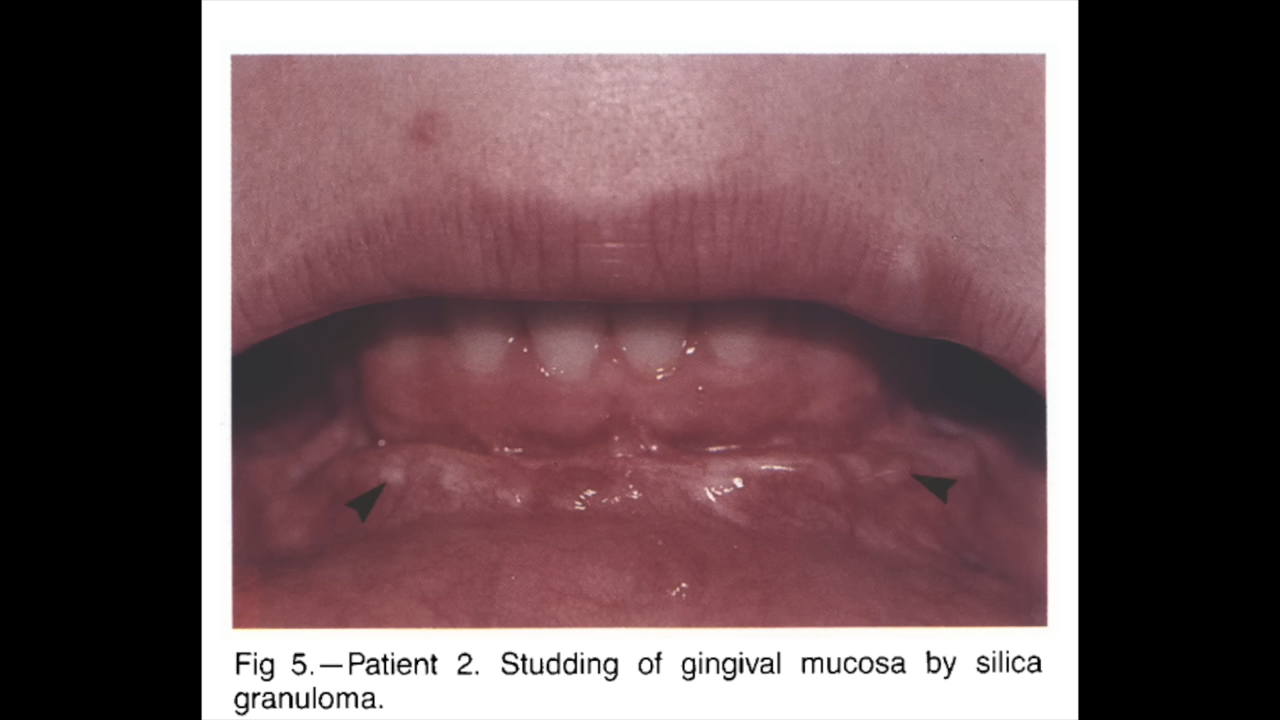 Fig 5.—Patient 2. Studding of gingival mucosa by silica
granuloma.